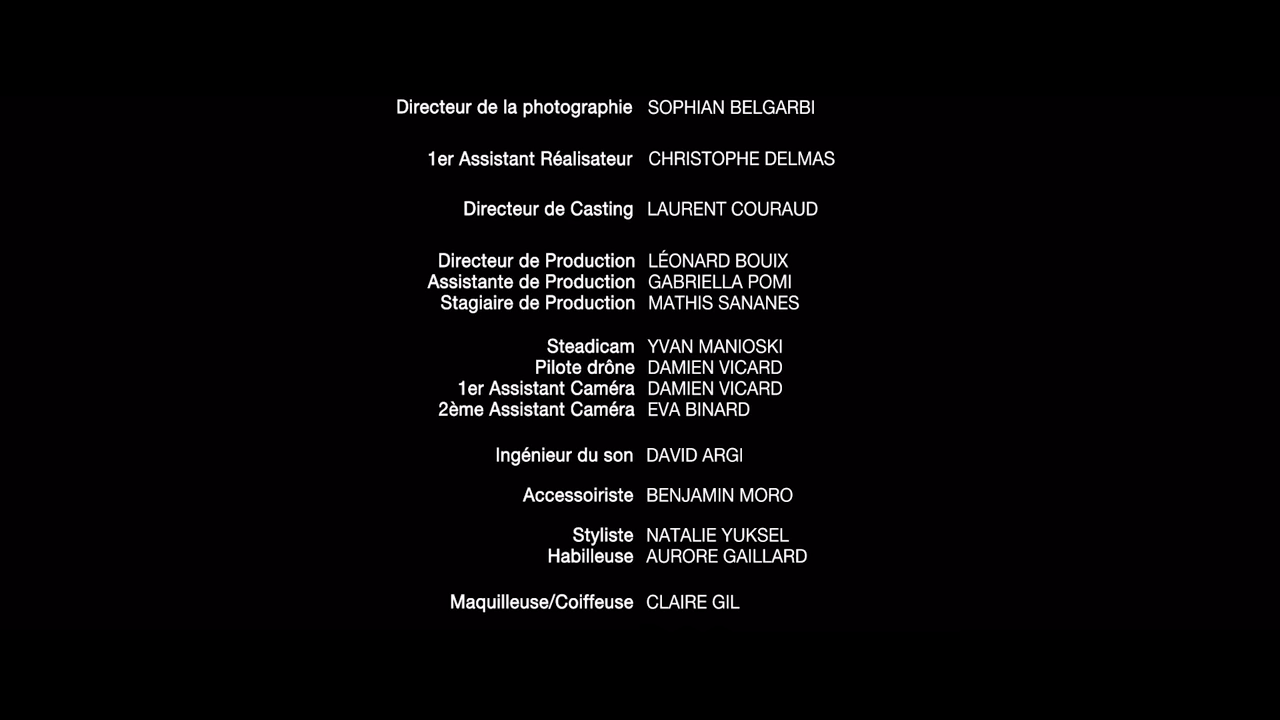 Directeur de la photographie SOPHIAN BELGARBI
1er Assistant Réalisateur CHRISTOPHE DELMAS
Directeur de Casting LAURENT COURAUD
Directeur de Production LÉONARD BOUIX
Assistante de Production GABRIELLA POMI
Stagiaire de Production MATHIS SANANES
Steadicam YVAN MANIOSKI
Pilote drône DAMIEN VICARD
1er Assistant Caméra DAMIEN VICARD
2ème Assistant Caméra EVA BINARD
Ingénieur du son DAVID ARGI
Accessoiriste BENJAMIN MORO
Styliste NATALIE YUKSEL
Habilleuse AURORE GAILLARD
Maquilleuse/Coiffeuse CLAIRE GIL